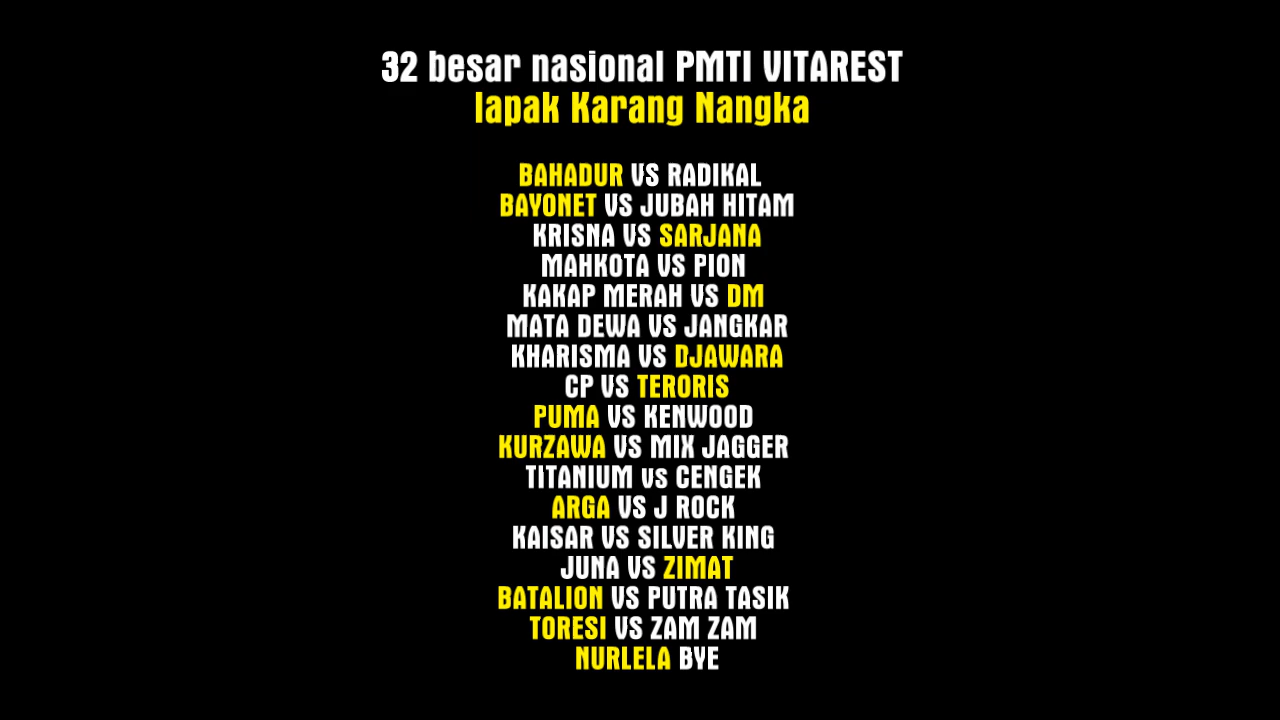 32 besar nasional PMTI VITAREST
lapak Karang Nangka
BAHADUR VS RADIKAL
BAYONET VS JUBAH HITAM
KRISNA VS SARJANA
MAHKOTA VS PION
KAKAP MERAH VS DM
MATA DEWA VS JANGKAR
KHARISMA VS DJAWARA
CP VS TERORIS
PUMA VS KENWOOD
KURZAWA VS MIX JAGGER
TITANIUM vs CENGEK
ARGA VS J ROCK
KAISAR VS SILVER KING
JUNA VS ZIMAT
BATALION VS PUTRA TASIK
TORESI VS ZAM ZAM
NURLELA BYE